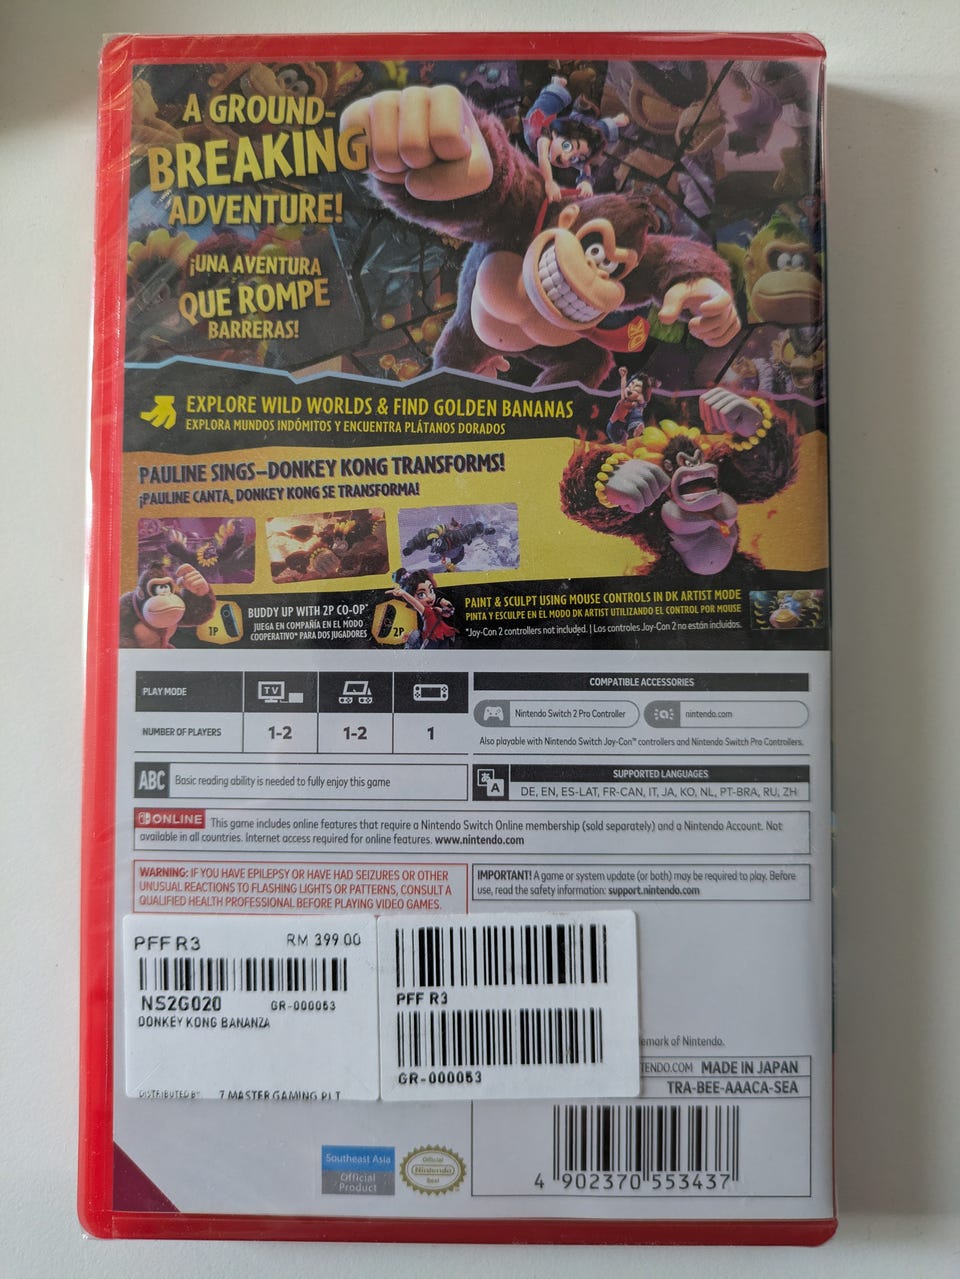 A GROUND-
BREAKING
ADVENTURE!
¡UNA AVENTURA
QUE ROMPE
BARRERAS!
EXPLORE WILD WORLDS & FIND GOLDEN BANANAS
EXPLORA MUNDOS INDÓMITOS Y ENCUENTRA PLÁTANOS DORADOS
PAULINE SINGS—DONKEY KONG TRANSFORMS!
¡PAULINE CANTA, DONKEY KONG SE TRANSFORMA!
1P
BUDDY UP WITH 2P CO-OP*
JUEGA EN COMPAÑÍA EN EL MODO
COOPERATIVO* PARA DOS JUGADORES
2P
PAINT & SCULPT USING MOUSE CONTROLS IN DK ARTIST MODE
PINTA Y ESCULPE EN EL MODO DK ARTIST UTILIZANDO EL CONTROL POR MOUSE
*Joy-Con 2 controllers not included. | Los controles Joy-Con 2 no están incluidos.
PLAY MODE
TV
NUMBER OF PLAYERS
1-2
1-2
1
COMPATIBLE ACCESSORIES
Nintendo Switch 2 Pro Controller
nintendo.com
Also playable with Nintendo Switch Joy-Con™ controllers and Nintendo Switch Pro Controllers.
ABC Basic reading ability is needed to fully enjoy this game
あ A
SUPPORTED LANGUAGES
DE, EN, ES-LAT, FR-CAN, IT, JA, KO, NL, PT-BRA, RU, ZH
ONLINE This game includes online features that require a Nintendo Switch Online membership (sold separately) and a Nintendo Account. Not
available in all countries. Internet access required for online features. www.nintendo.com
WARNING: IF YOU HAVE EPILEPSY OR HAVE HAD SEIZURES OR OTHER
UNUSUAL REACTIONS TO FLASHING LIGHTS OR PATTERNS, CONSULT A
QUALIFIED HEALTH PROFESSIONAL BEFORE PLAYING VIDEO GAMES.
IMPORTANT! A game or system update (or both) may be required to play. Before
use, read the safety information: support.nintendo.com
PFF R3 RM 399.00
NS2G020 GR-000053
DONKEY KONG BANANZA
DISTRIBUTED BY 7 MASTER GAMING PLT
PFF R3
GR-000053
emark of Nintendo.
TENDO.COM MADE IN JAPAN
TRA-BEE-AAACA-SEA
4 902370 553437
Southeast Asia
Official
Product
Official
Nintendo
Seal